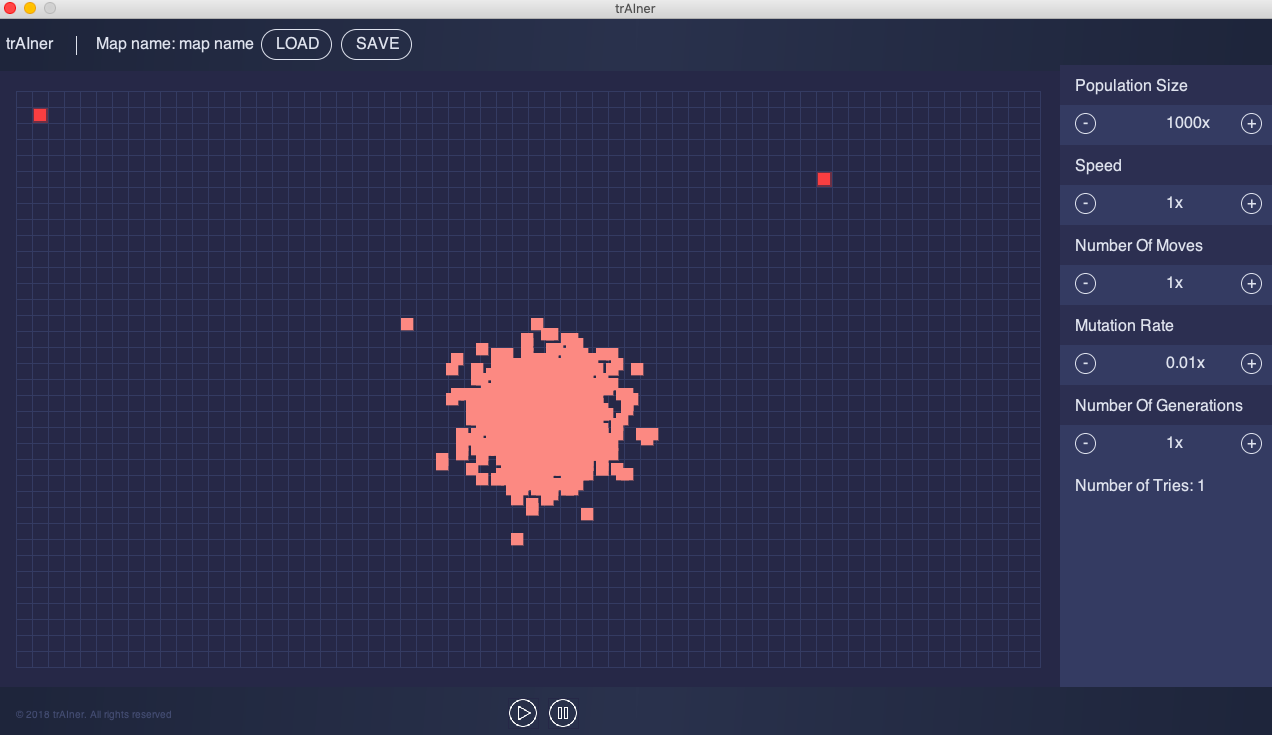 trAIner
trAIner | Map name: map name LOAD SAVE
Population Size
- 1000x +
Speed
- 1x +
Number Of Moves
- 1x +
Mutation Rate
- 0.01x +
Number Of Generations
- 1x +
Number of Tries: 1
© 2018 trAIner. All rights reserved